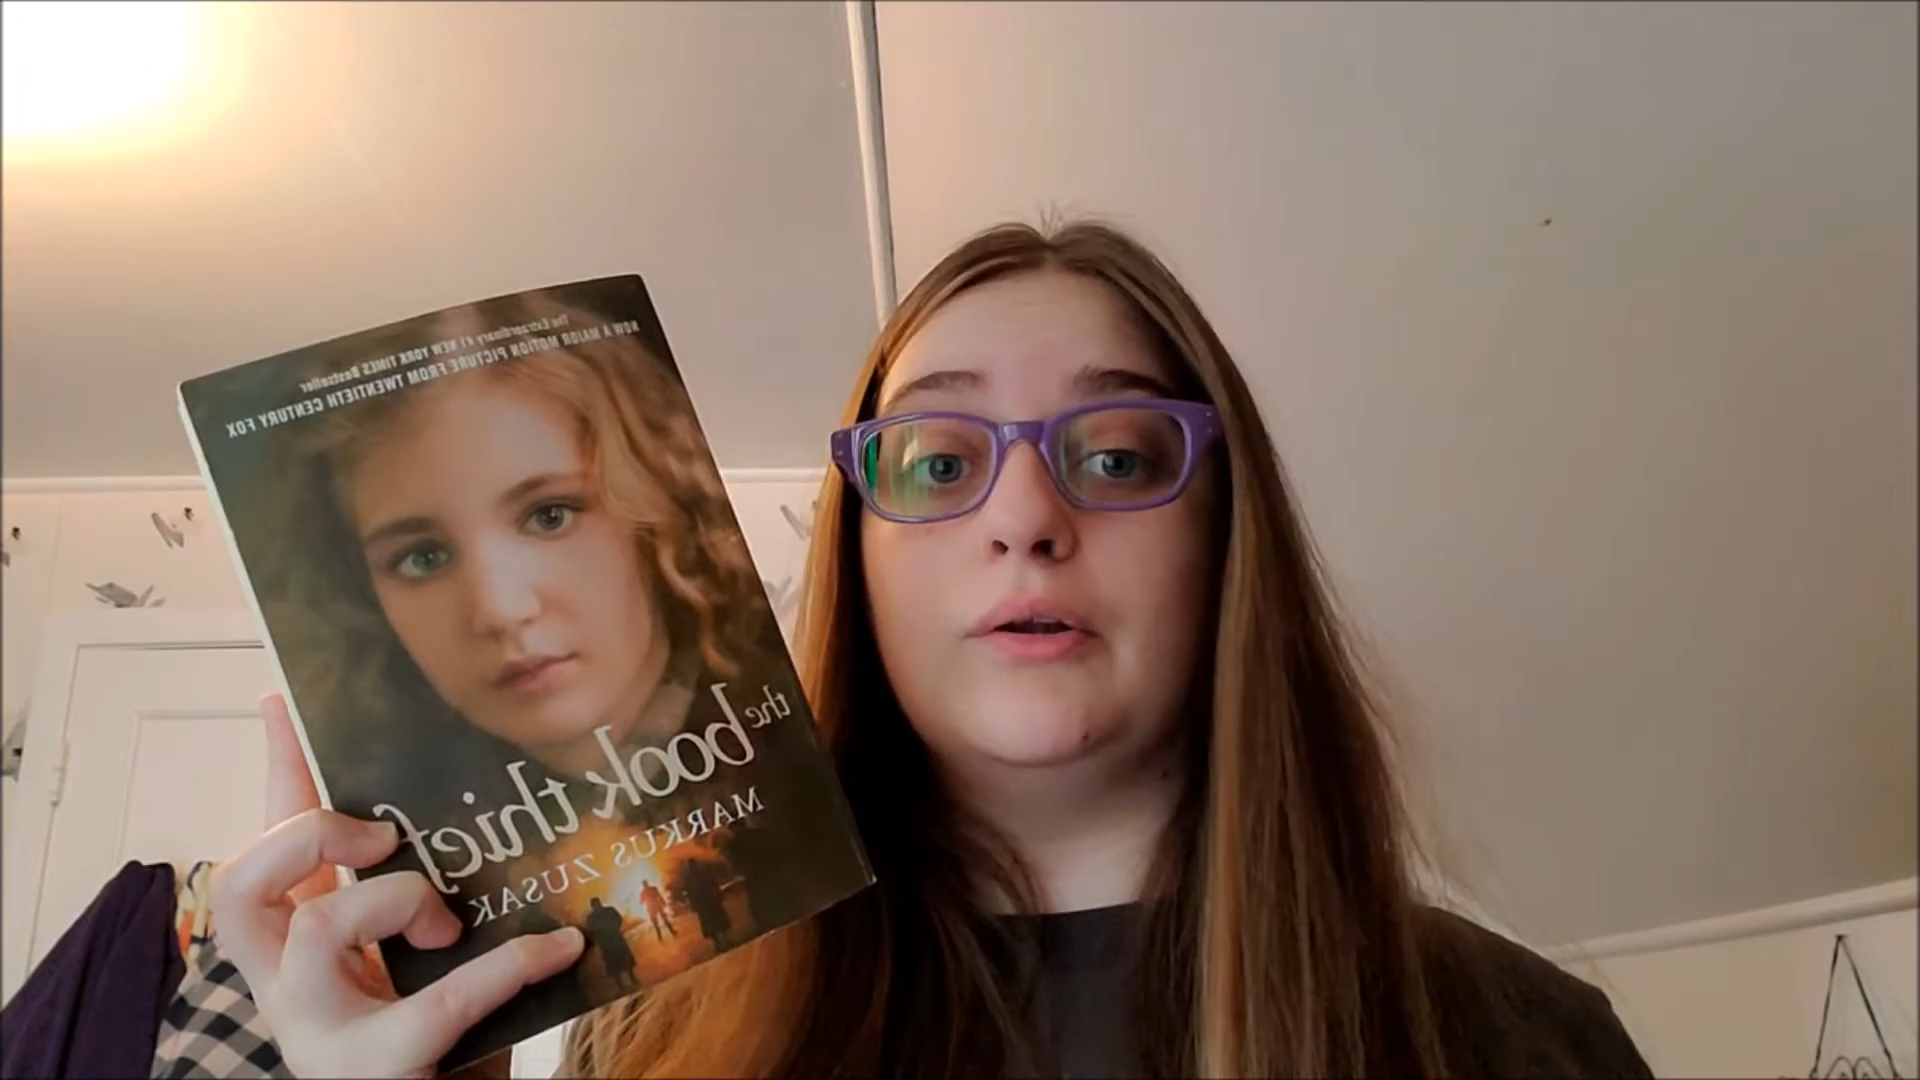 The Extraordinary #1 NEW YORK TIMES Bestseller
NOW A MAJOR MOTION PICTURE FROM TWENTIETH CENTURY FOX
the book thief
MARKUS ZUSAK